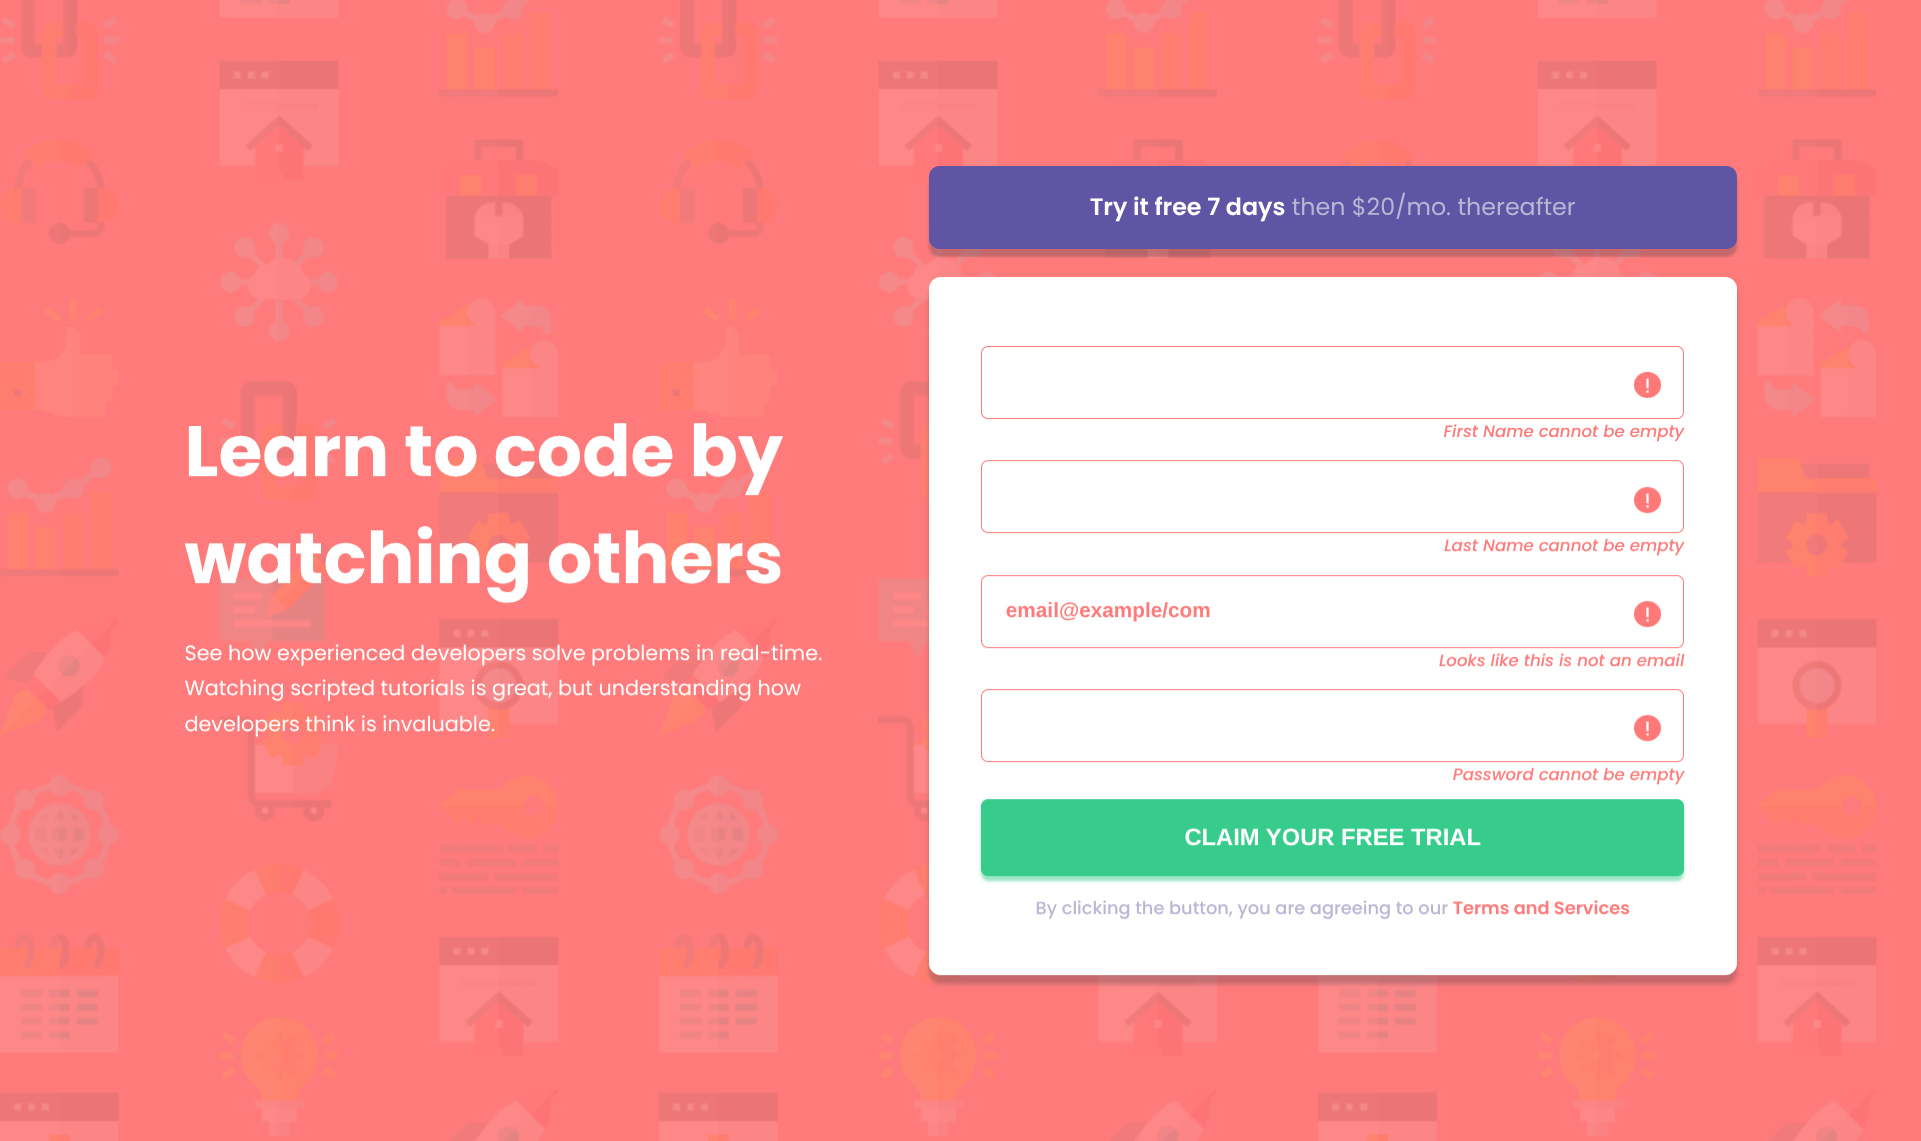 Learn to code by
watching others
See how experienced developers solve problems in real-time.
Watching scripted tutorials is great, but understanding how
developers think is invaluable.
Try it free 7 days then $20/mo. thereafter
First Name cannot be empty
Last Name cannot be empty
email@example/com
Looks like this is not an email
Password cannot be empty
CLAIM YOUR FREE TRIAL
By clicking the button, you are agreeing to our Terms and Services